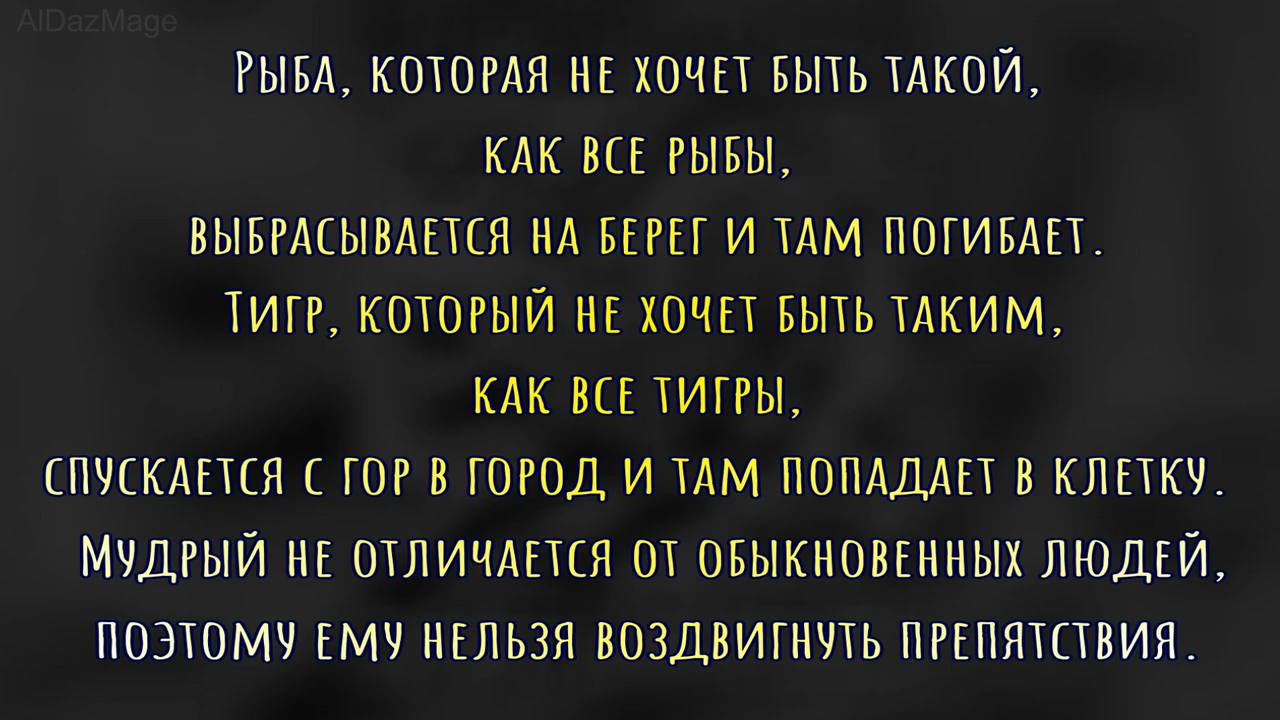 AlDazMage
Рыба, которая не хочет быть такой,
как все рыбы,
выбрасывается на берег и там погибает.
Тигр, который не хочет быть таким,
как все тигры,
спускается с гор в город и там попадает в клетку.
Мудрый не отличается от обыкновенных людей,
поэтому ему нельзя воздвигнуть препятствия.